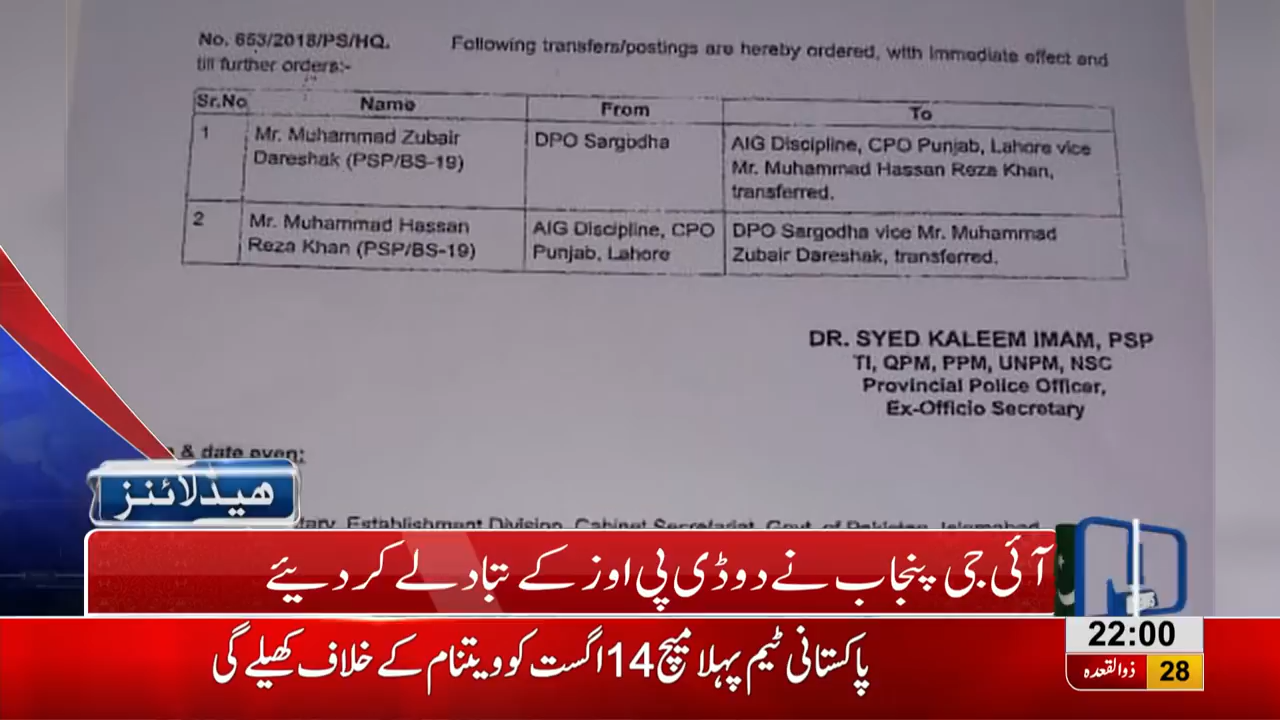 No. 653/2018/PS/HQ. Following transfers/postings are hereby ordered, with immediate effect and
till further orders:-
Sr.No Name From To
1 Mr. Muhammad Zubair Dareshak (PSP/BS-19) DPO Sargodha AIG Discipline, CPO Punjab, Lahore vice Mr. Muhammad Hassan Reza Khan, transferred.
2 Mr. Muhammad Hassan Reza Khan (PSP/BS-19) AIG Discipline, CPO Punjab, Lahore DPO Sargodha vice Mr. Muhammad Zubair Dareshak, transferred.
DR. SYED KALEEM IMAM, PSP
TI, QPM, PPM, UNPM, NSC
Provincial Police Officer,
Ex-Officio Secretary
& date even:
Establishment Division, Cabinet Secretariat, Govt. of Pakistan, Islamabad
ھیڈلائنز
آئی جی پنجاب نے دو ڈی پی اوز کے تبادلے کر دیئے
پاکستانی ٹیم پہلا میچ 14 اگست کو ویتنام کے خلاف کھیلے گی
22:00
28 ذوالقعدہ